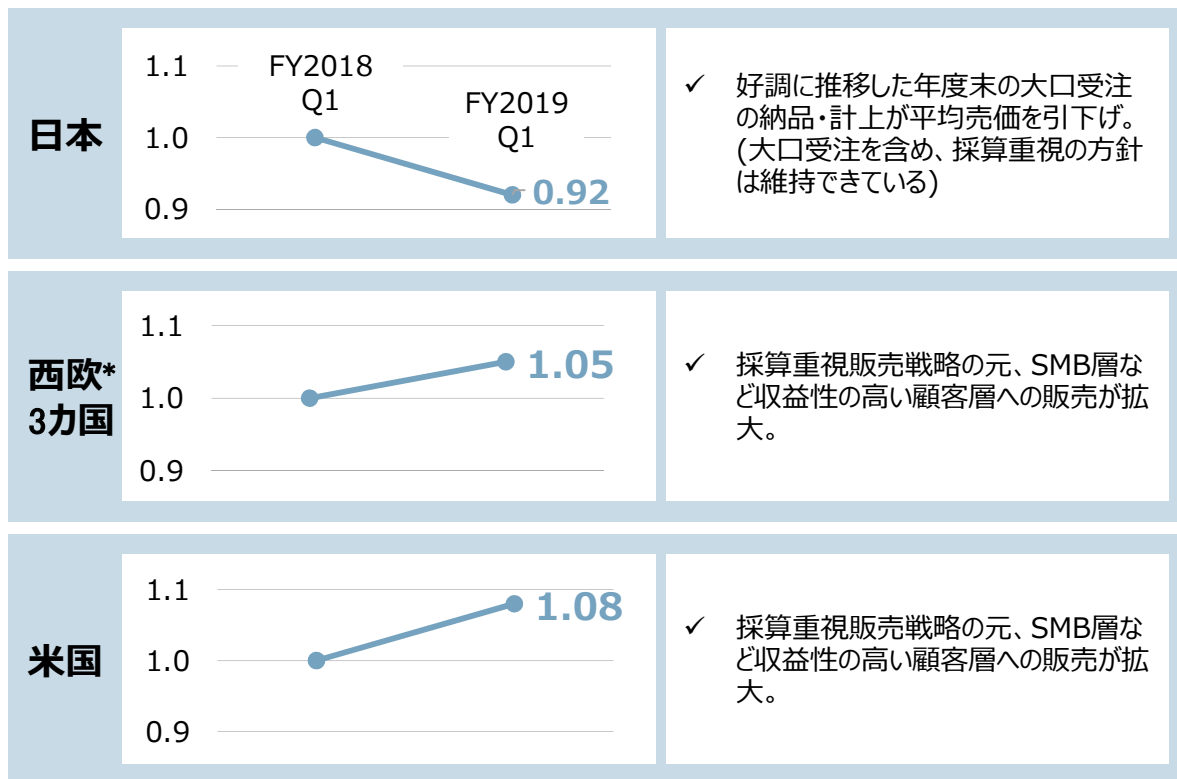 日本
1.1
1.0
0.9
FY2018
Q1
FY2019
Q1
0.92
✓ 好調に推移した年度末の大口受注
の納品・計上が平均売価を引下げ。
(大口受注を含め、採算重視の方針
は維持できている)
西欧*
3カ国
1.1
1.0
0.9
1.05
✓ 採算重視販売戦略の元、SMB層な
ど収益性の高い顧客層への販売が拡
大。
米国
1.1
1.0
0.9
1.08
✓ 採算重視販売戦略の元、SMB層な
ど収益性の高い顧客層への販売が拡
大。